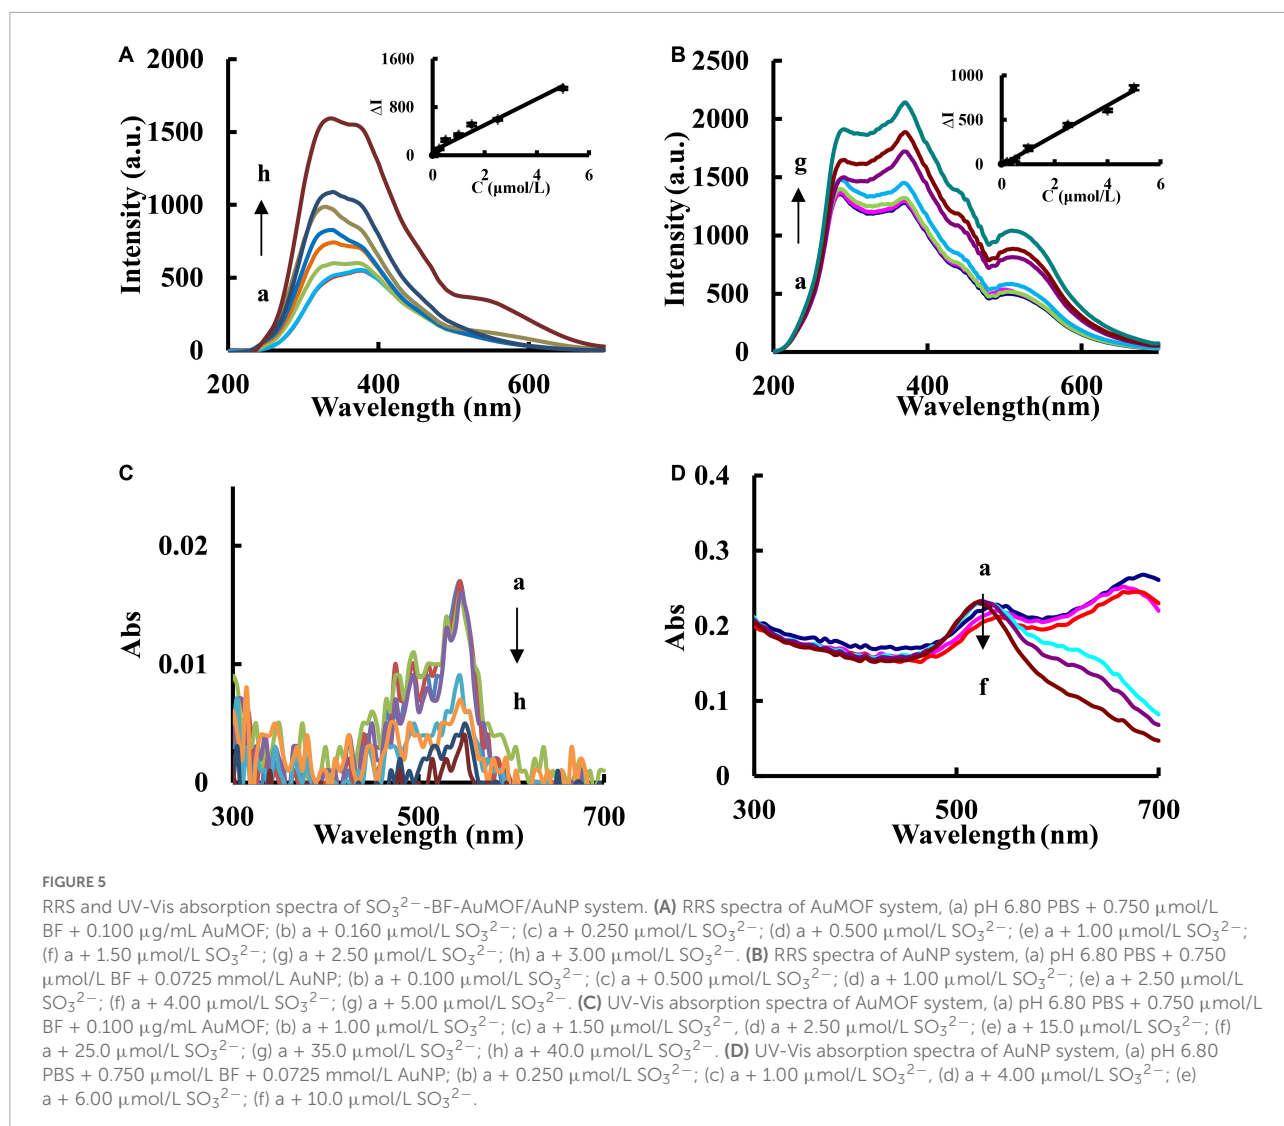 A
2000
1500
1000
500
0
Intensity (a.u.)
h
a
200
400
600
Wavelength (nm)
1600
800
0
ΔI
0
2
4
6
C (μmol/L)
B
2500
2000
1500
1000
500
0
Intensity (a.u.)
g
a
200
400
600
Wavelength(nm)
1000
500
0
ΔI
0
2
4
6
C (μmol/L)
C
0.02
0.01
0
Abs
a
h
300
500
700
Wavelength (nm)
D
0.4
0.3
0.2
0.1
0
Abs
a
f
300
500
700
Wavelength (nm)
FIGURE 5
RRS and UV-Vis absorption spectra of SO₃²⁻-BF-AuMOF/AuNP system. (A) RRS spectra of AuMOF system, (a) pH 6.80 PBS + 0.750 μmol/L
BF + 0.100 μg/mL AuMOF; (b) a + 0.160 μmol/L SO₃²⁻; (c) a + 0.250 μmol/L SO₃²⁻; (d) a + 0.500 μmol/L SO₃²⁻; (e) a + 1.00 μmol/L SO₃²⁻;
(f) a + 1.50 μmol/L SO₃²⁻; (g) a + 2.50 μmol/L SO₃²⁻; (h) a + 3.00 μmol/L SO₃²⁻. (B) RRS spectra of AuNP system, (a) pH 6.80 PBS + 0.750
μmol/L BF + 0.0725 mmo/L AuNP; (b) a + 0.100 μmol/L SO₃²⁻; (c) a + 0.500 μmol/L SO₃²⁻; (d) a + 1.00 μmol/L SO₃²⁻; (e) a + 2.50 μmol/L
SO₃²⁻; (f) a + 4.00 μmol/L SO₃²⁻; (g) a + 5.00 μmol/L SO₃²⁻. (C) UV-Vis absorption spectra of AuMOF system, (a) pH 6.80 PBS + 0.750 μmol/L
BF + 0.100 μg/mL AuMOF; (b) a + 1.00 μmol/L SO₃²⁻; (c) a + 1.50 μmol/L SO₃²⁻, (d) a + 2.50 μmol/L SO₃²⁻; (e) a + 15.0 μmol/L SO₃²⁻; (f)
a + 25.0 μmol/L SO₃²⁻; (g) a + 35.0 μmol/L SO₃²⁻; (h) a + 40.0 μmol/L SO₃²⁻. (D) UV-Vis absorption spectra of AuNP system, (a) pH 6.80
PBS + 0.750 μmol/L BF + 0.0725 mmol/L AuNP; (b) a + 0.250 μmol/L SO₃²⁻; (c) a + 1.00 μmol/L SO₃²⁻, (d) a + 4.00 μmol/L SO₃²⁻; (e)
a + 6.00 μmol/L SO₃²⁻; (f) a + 10.0 μmol/L SO₃²⁻.